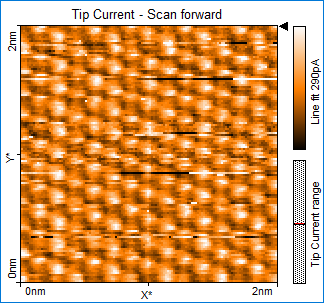 Tip Current - Scan forward
2nm
Y*
0nm
0nm
X*
2nm
Line fit 290pA
Tip Current range